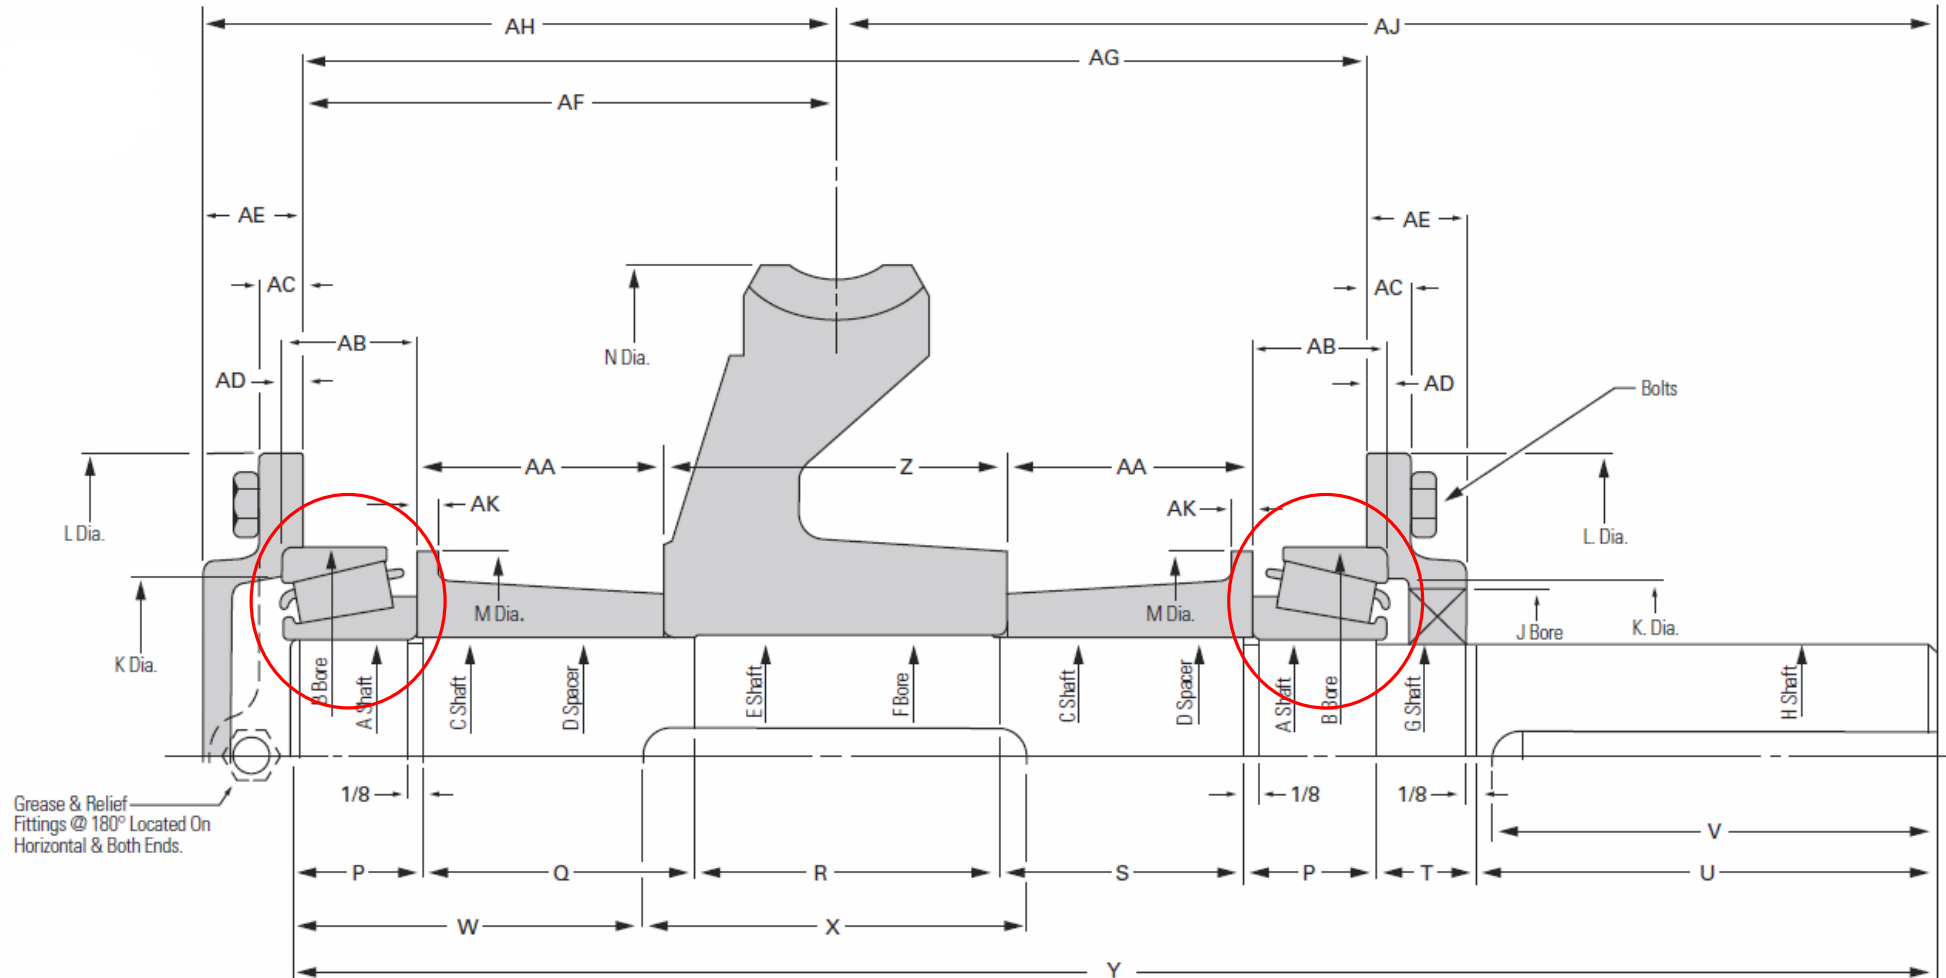 AH
AJ
AG
AF
AE
AE
AC
AC
AB
AB
AD
AD
N Dia.
Bolts
AA
Z
AA
AK
AK
L Dia.
L. Dia.
M Dia.
M Dia.
K Dia.
J Bore
K. Dia.
B Bore
A Shaft
C Shaft
D Spacer
E Shaft
F Bore
C Shaft
D Spacer
A Shaft
B Bore
G Shaft
H Shaft
Grease & Relief
Fittings @ 180° Located On
Horizontal & Both Ends.
1/8
1/8
1/8
V
P
Q
R
S
P
T
U
W
X
Y